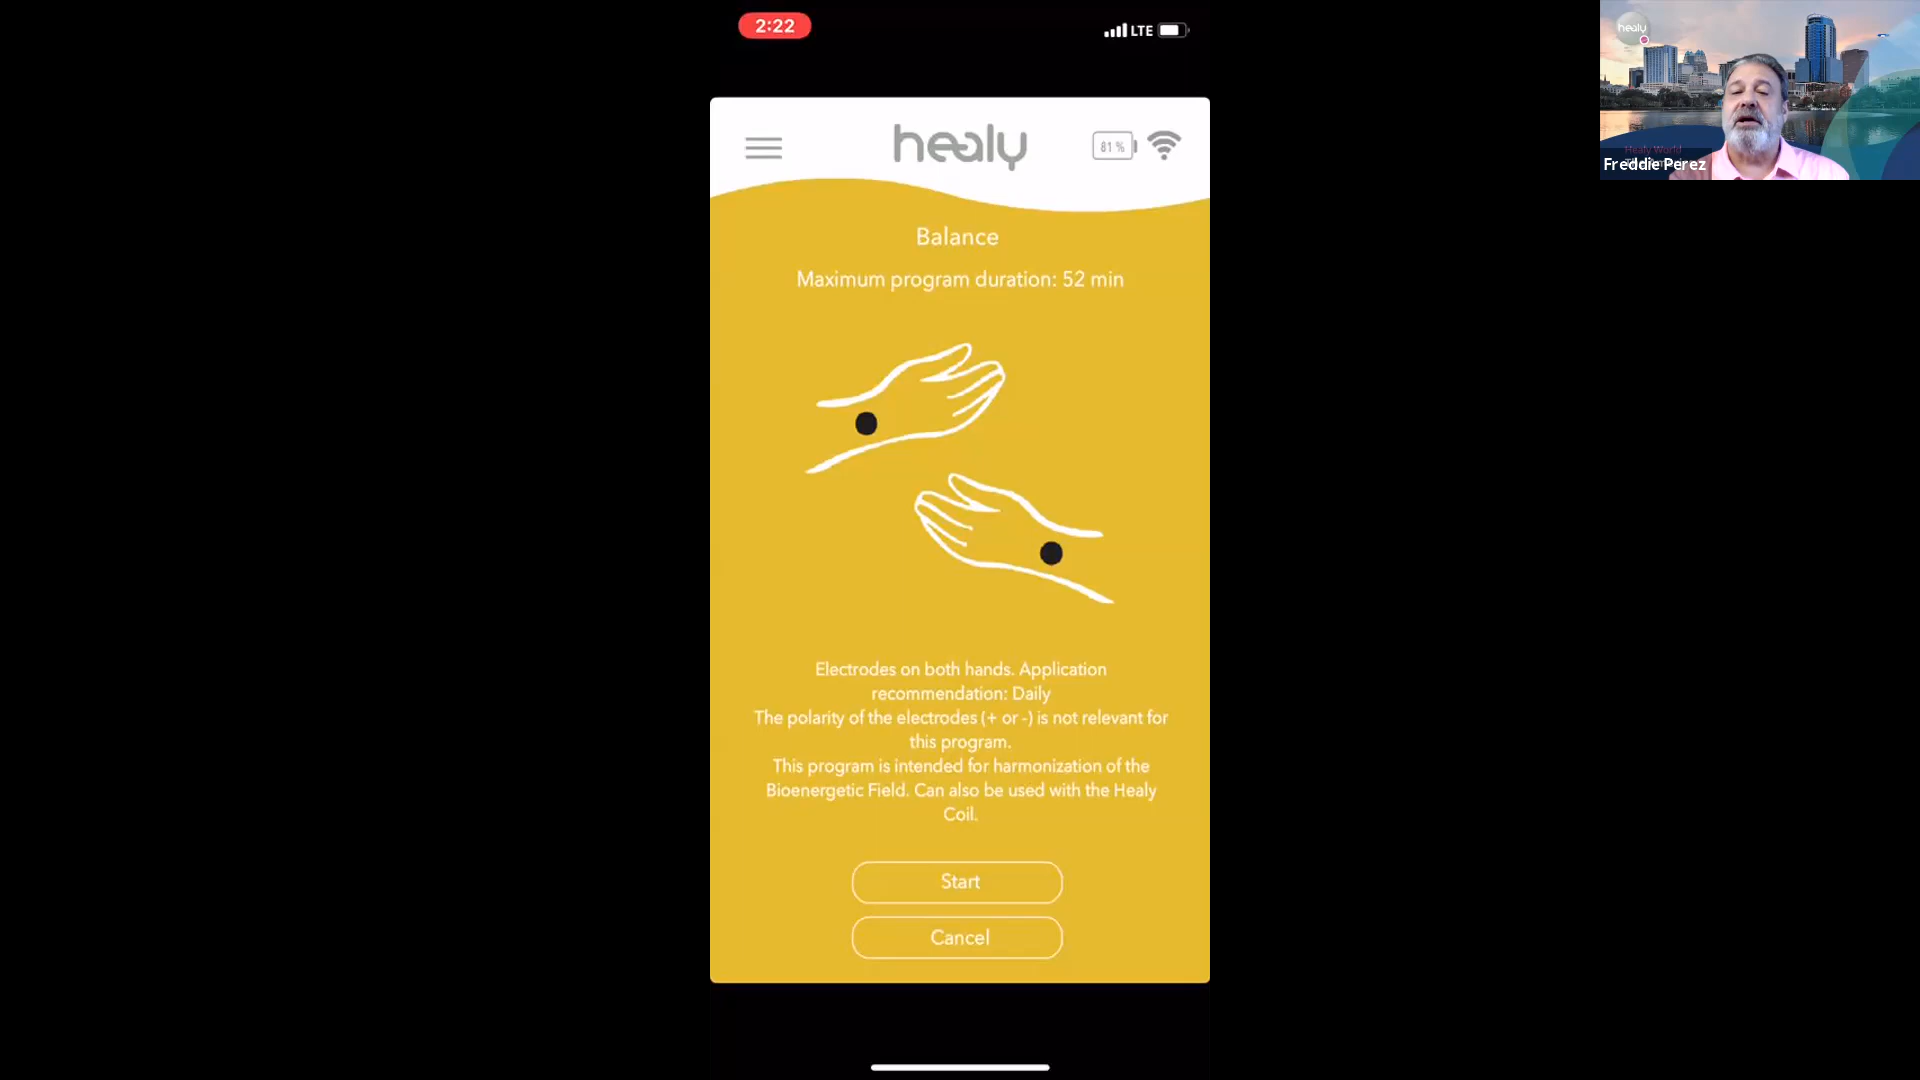 2:22
LTE
healy
81 %
Balance
Maximum program duration: 52 min
Electrodes on both hands. Application
recommendation: Daily
The polarity of the electrodes (+ or -) is not relevant for
this program.
This program is intended for harmonization of the
Bioenergetic Field. Can also be used with the Healy
Coil.
Start
Cancel
healy
Healy World
Freddie Perez